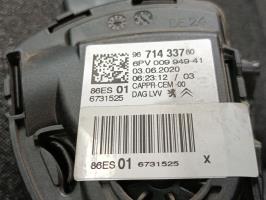 DE24
96 714 337 80
6PV 009 949-41
03.06.2020
06:23:12 / 03
CAPPR-CEM -00
DAG LVV
86ES 01
6731525
86ES 01 6731525 X